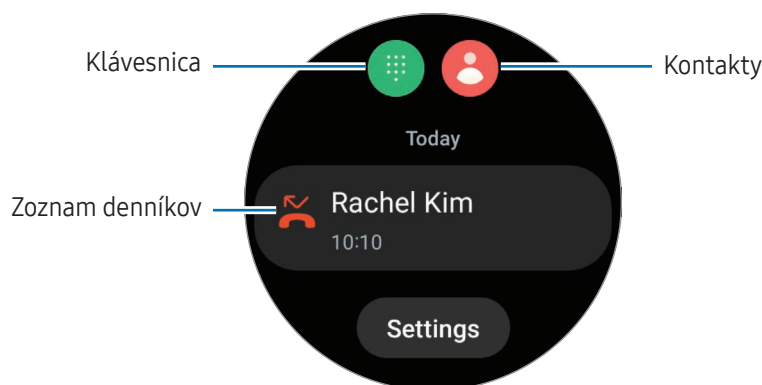 Klávesnica
Kontakty
Today
Zoznam denníkov
Rachel Kim
10:10
Settings